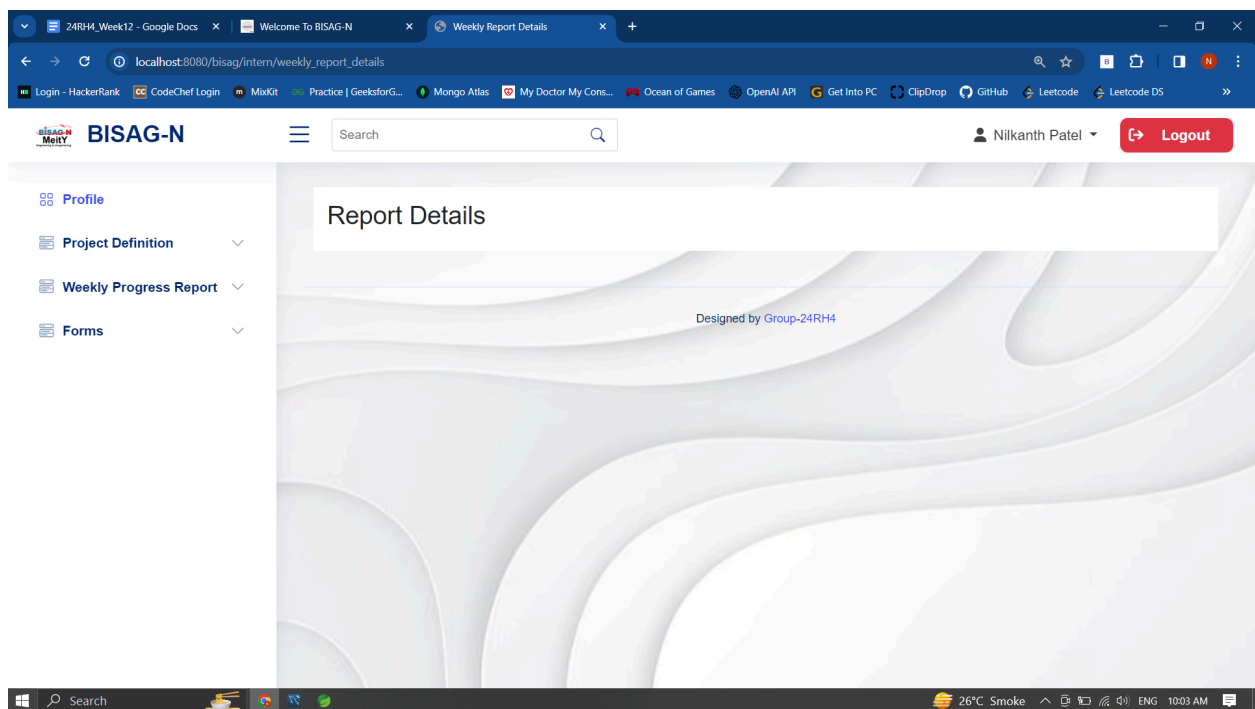 24RH4_Week12 - Google Docs
Welcome To BISAG-N
Weekly Report Details
localhost:8080/bisag/intern/weekly_report_details
B
N
Login - HackerRank
CodeChef Login
MixKit
Practice | GeeksforG...
Mongo Atlas
My Doctor My Cons...
Ocean of Games
OpenAI API
Get Into PC
ClipDrop
GitHub
Leetcode
Leetcode DS
BISAG-N
MeitY
BISAG-N
Search
Nilkanth Patel
Logout
Profile
Project Definition
Weekly Progress Report
Forms
Report Details
Designed by Group-24RH4
Search
26°C Smoke
ENG
10:03 AM